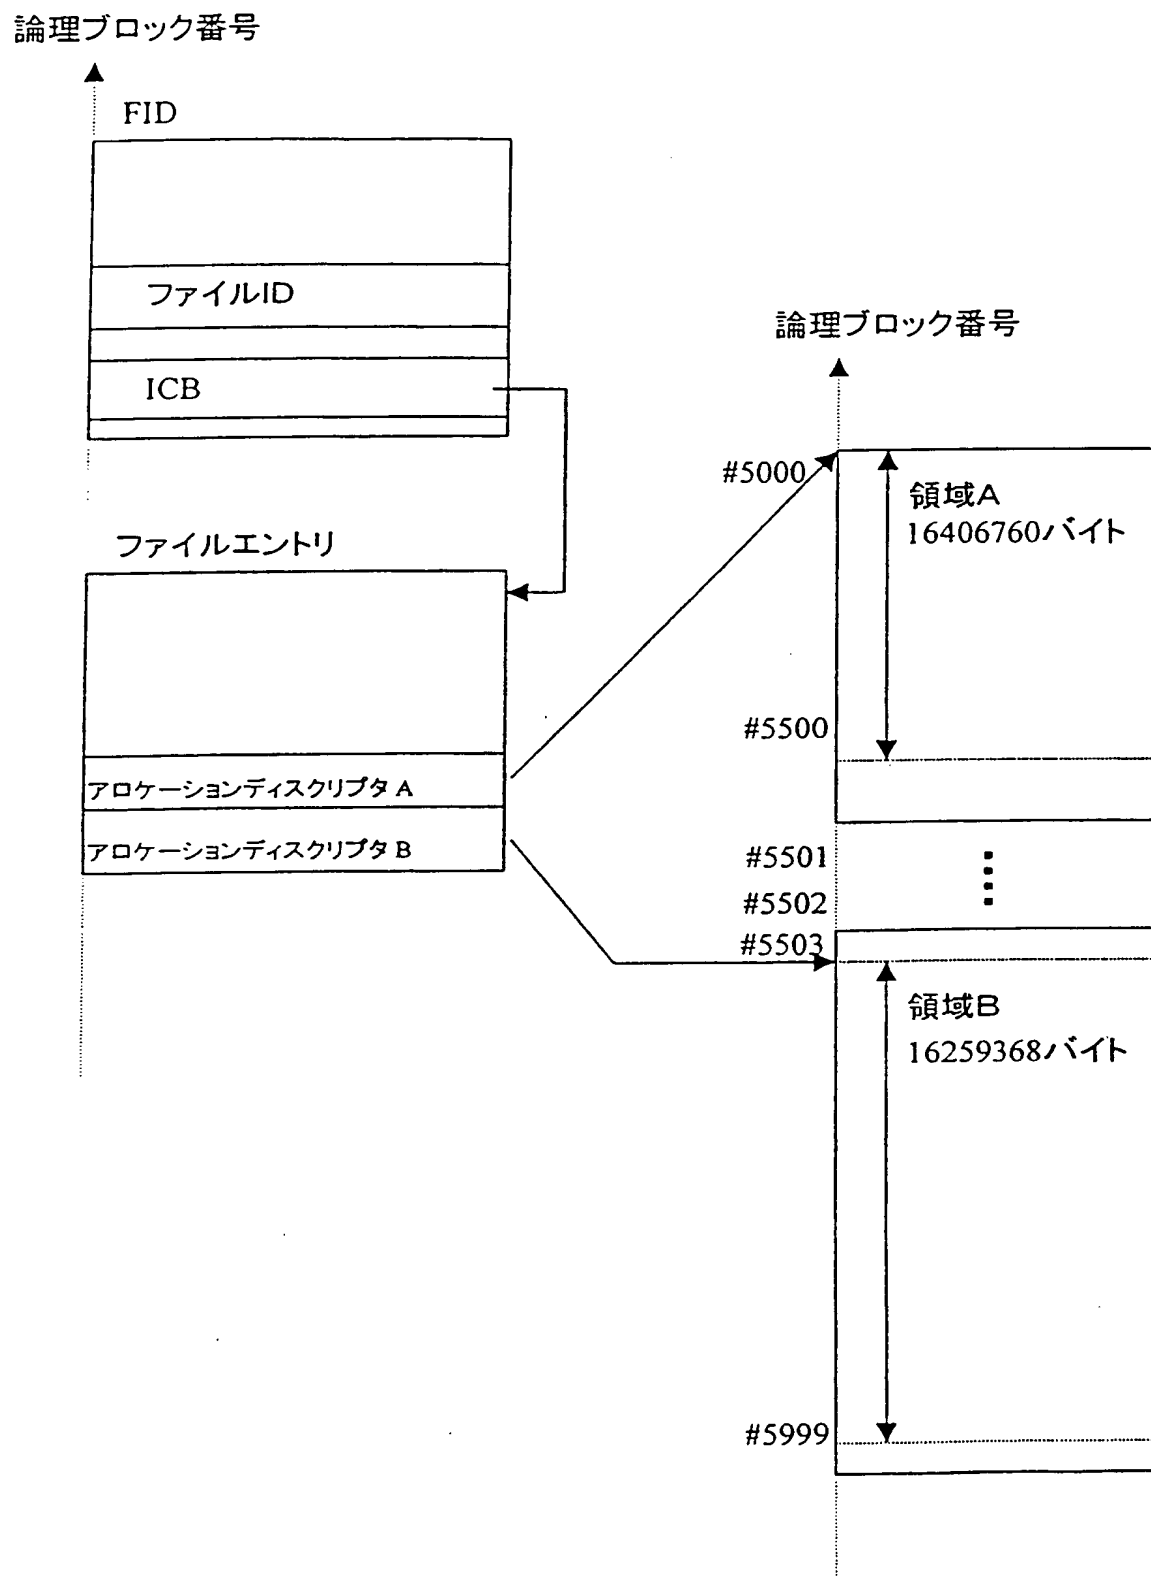 論理ブロック番号
FID
ファイルID
ICB
ファイルエントリ
アロケーションディスクリプタ A
アロケーションディスクリプタ B
論理ブロック番号
#5000
領域A
16406760バイト
#5500
#5501
#5502
#5503
領域B
16259368バイト
#5999